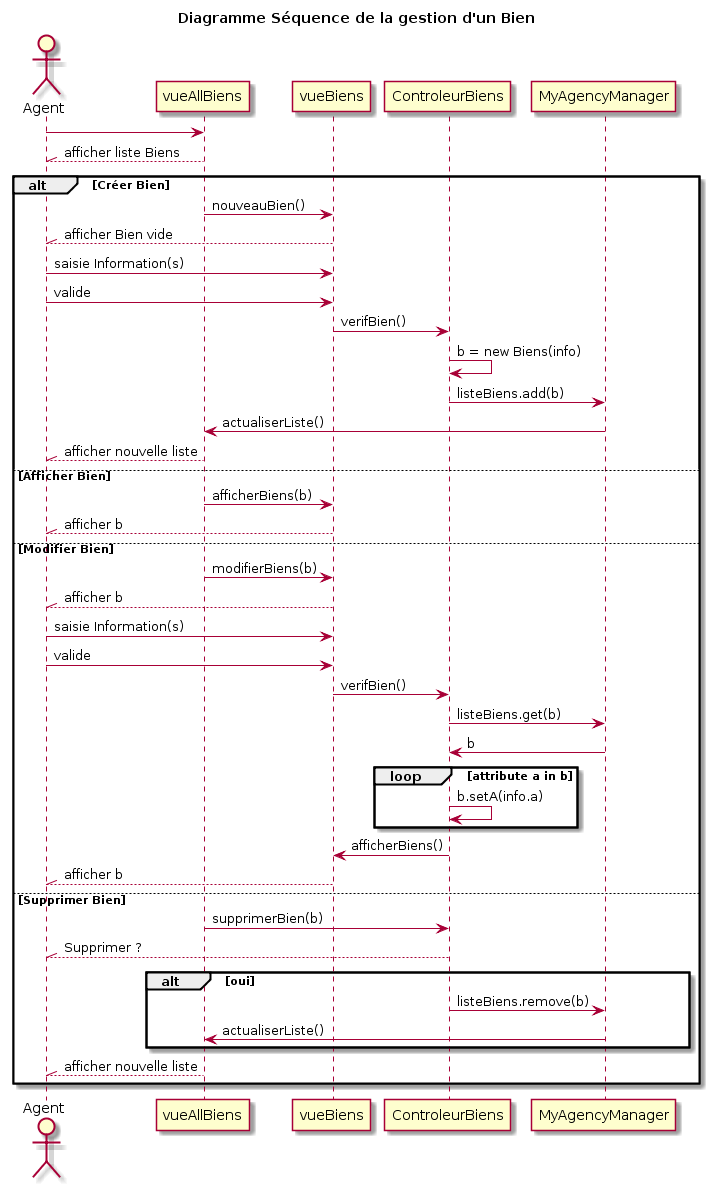 Diagramme Séquence de la gestion d'un Bien
Agent
vueAllBiens
vueBiens
ControleurBiens
MyAgencyManager
afficher liste Biens
alt
[Créer Bien]
nouveauBien()
afficher Bien vide
saisie Information(s)
valide
verifBien()
b = new Biens(info)
listeBiens.add(b)
actualiserListe()
afficher nouvelle liste
[Afficher Bien]
afficherBiens(b)
afficher b
[Modifier Bien]
modifierBiens(b)
afficher b
saisie Information(s)
valide
verifBien()
listeBiens.get(b)
b
loop
[attribute a in b]
b.setA(info.a)
afficherBiens()
afficher b
[Supprimer Bien]
supprimerBien(b)
Supprimer ?
alt
[oui]
listeBiens.remove(b)
actualiserListe()
afficher nouvelle liste
Agent
vueAllBiens
vueBiens
ControleurBiens
MyAgencyManager